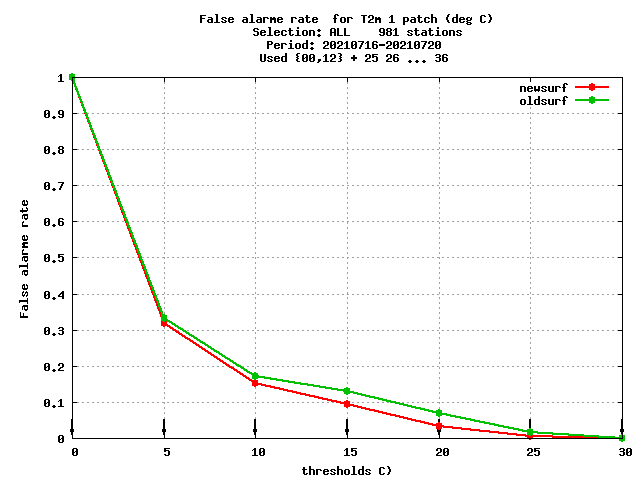 False alarme rate  for T2m 1 patch (deg C)
Selection: ALL    981 stations
Period: 20210716-20210720
Used {00,12} + 25 26 ... 36
newsurf
oldsurf
1
0.9
0.8
0.7
0.6
0.5
0.4
0.3
0.2
0.1
0
False alarme rate
0 5 10 15 20 25 30
thresholds C)